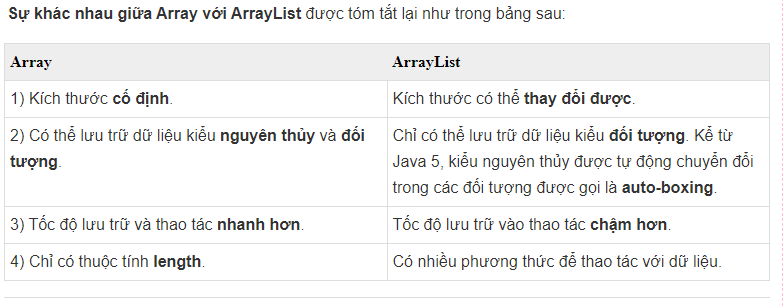 Sự khác nhau giữa Array với ArrayList được tóm tắt lại như trong bảng sau:
Array
ArrayList
1) Kích thước cố định.
Kích thước có thể thay đổi được.
2) Có thể lưu trữ dữ liệu kiểu nguyên thủy và đối
tượng.
Chỉ có thể lưu trữ dữ liệu kiểu đối tượng. Kể từ
Java 5, kiểu nguyên thủy được tự động chuyển đổi
trong các đối tượng được gọi là auto-boxing.
3) Tốc độ lưu trữ và thao tác nhanh hơn.
Tốc độ lưu trữ vào thao tác chậm hơn.
4) Chỉ có thuộc tính length.
Có nhiều phương thức để thao tác với dữ liệu.